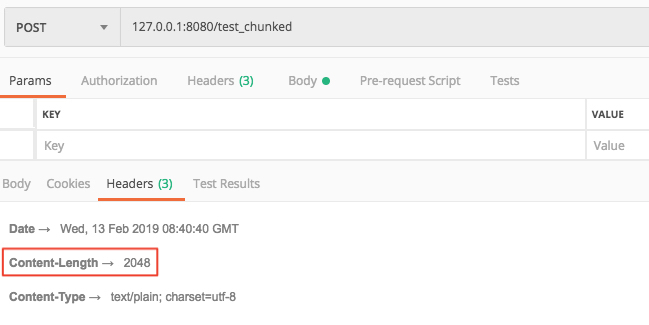 POST 127.0.0.1:8080/test_chunked
Params Authorization Headers (3) Body Pre-request Script Tests
KEY VALUE
Key Value
Body Cookies Headers (3) Test Results
Date → Wed, 13 Feb 2019 08:40:40 GMT
Content-Length → 2048
Content-Type → text/plain; charset=utf-8